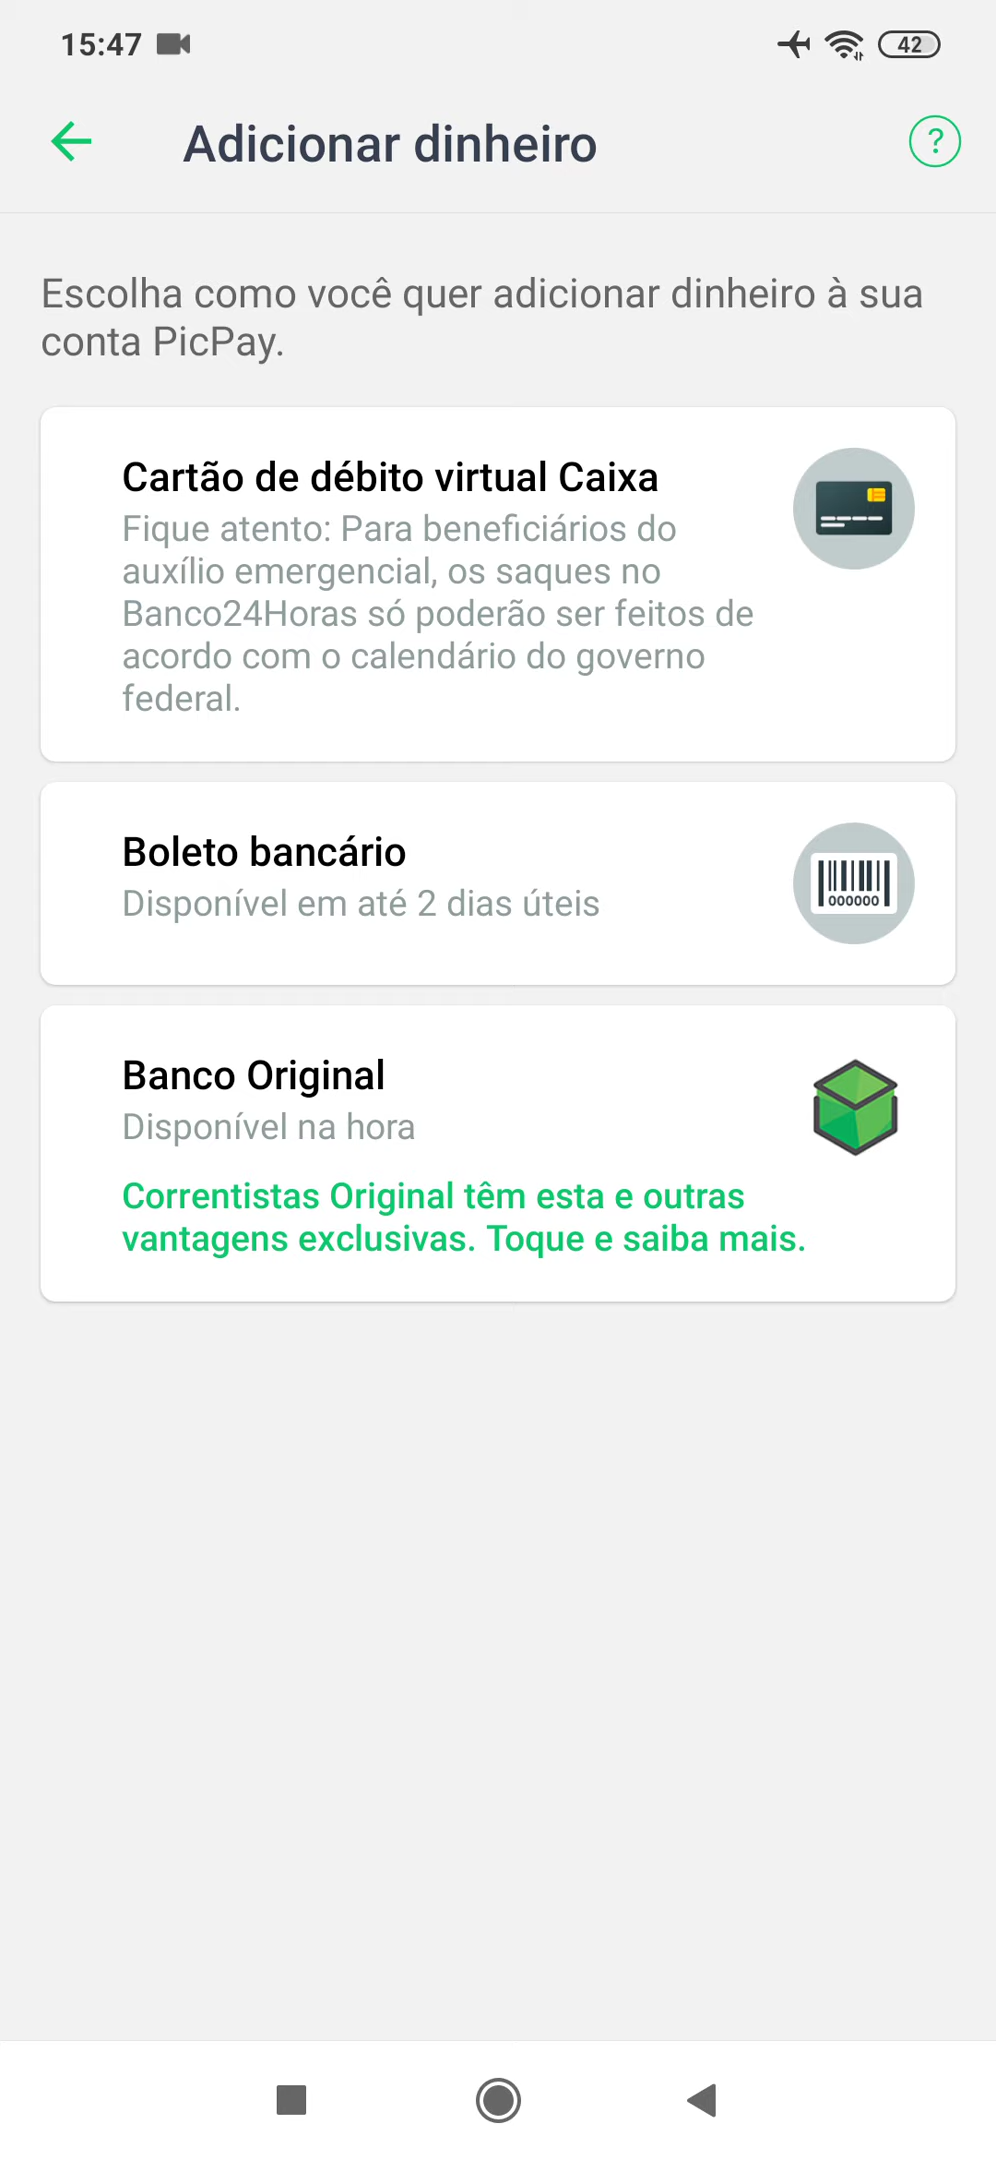 15:47
42
Adicionar dinheiro
?
Escolha como você quer adicionar dinheiro à sua
conta PicPay.
Cartão de débito virtual Caixa
Fique atento: Para beneficiários do
auxílio emergencial, os saques no
Banco24Horas só poderão ser feitos de
acordo com o calendário do governo
federal.
Boleto bancário
Disponível em até 2 dias úteis
000000
Banco Original
Disponível na hora
Correntistas Original têm esta e outras
vantagens exclusivas. Toque e saiba mais.